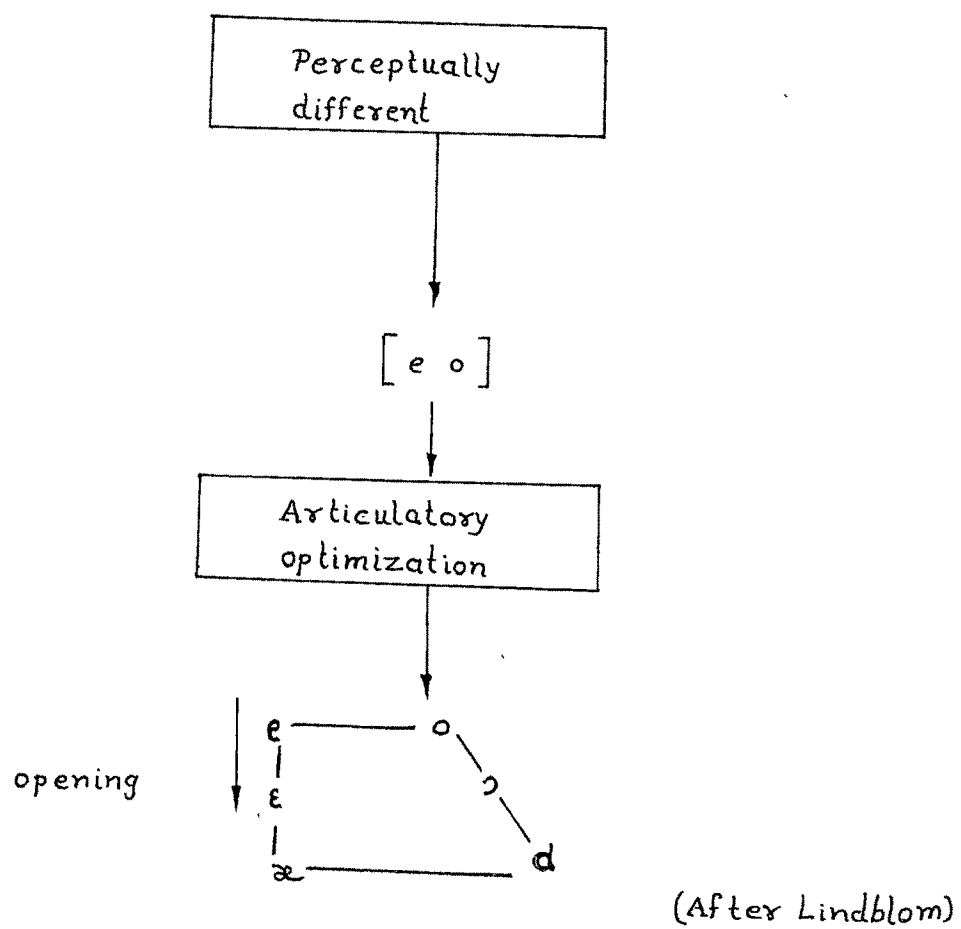 Perceptually
different
[ e o ]
Articulatory
optimization
e o
opening
ɛ ɔ
æ d
(After Lindblom)